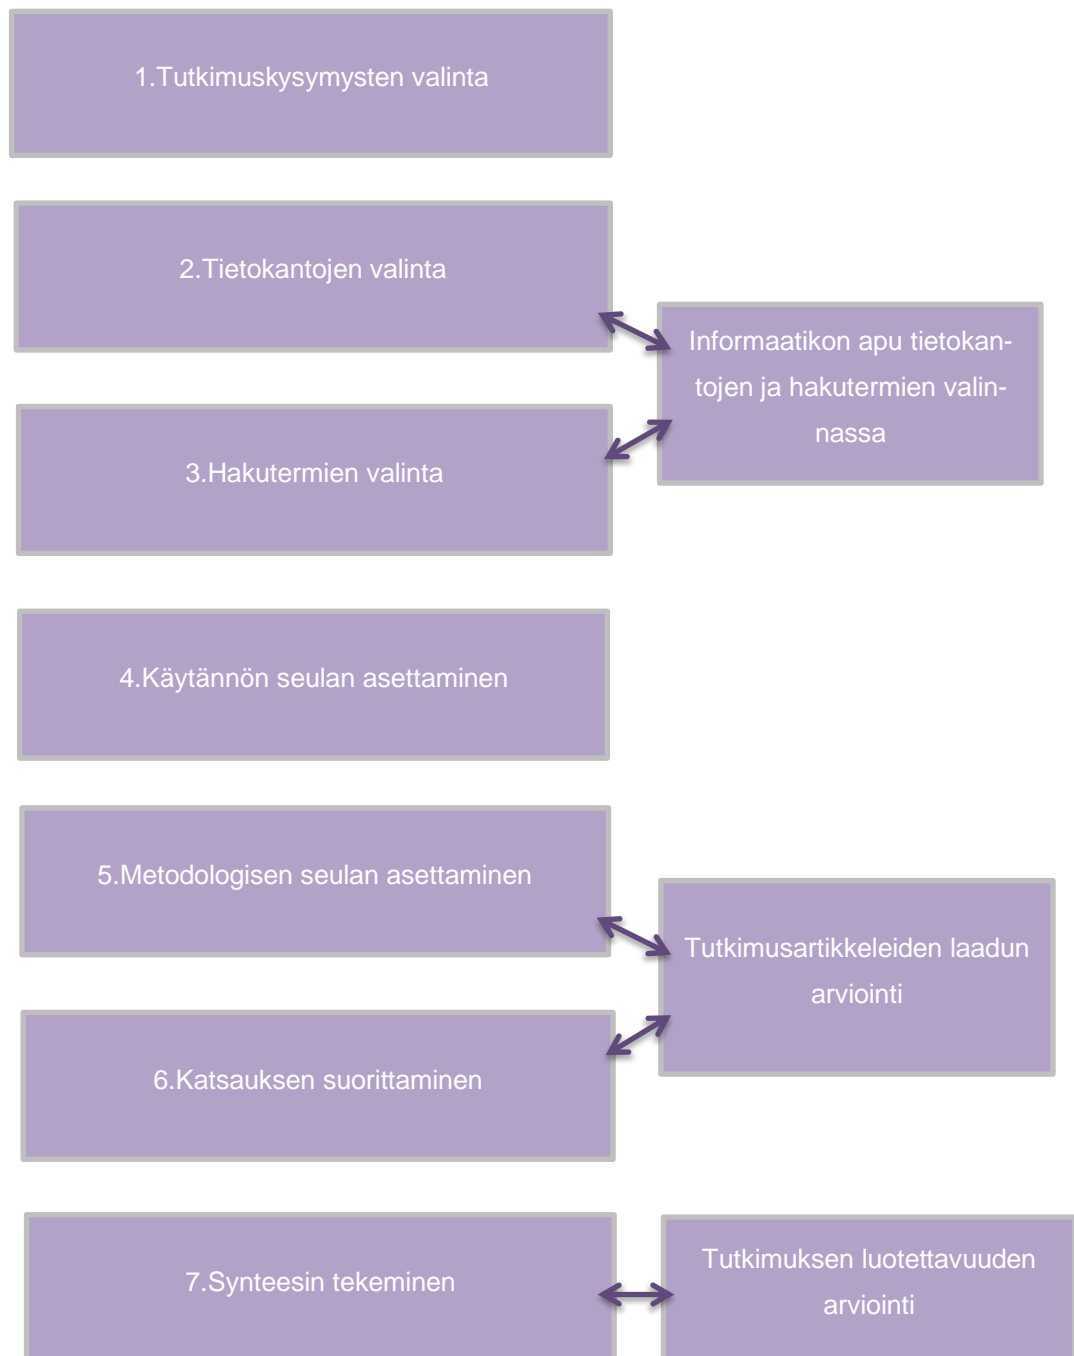 1.Tutkimuskysymysten valinta
2.Tietokantojen valinta
Informaatikon apu tietokan-
tojen ja hakutermien valin-
nassa
3.Hakutermien valinta
4.Käytännön seulan asettaminen
5.Metodologisen seulan asettaminen
Tutkimusartikkeleiden laadun
arviointi
6.Katsauksen suorittaminen
7.Synteesin tekeminen
Tutkimuksen luotettavuuden
arviointi